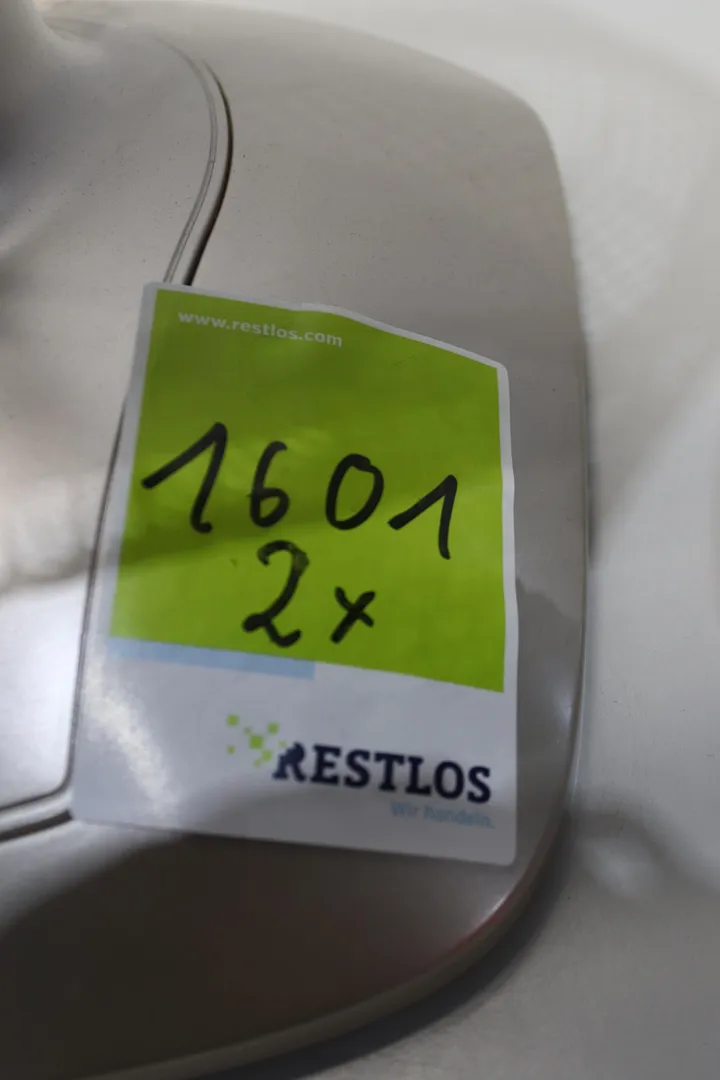 www.restlos.com
1601
2x
RESTLOS
Wir handeln.